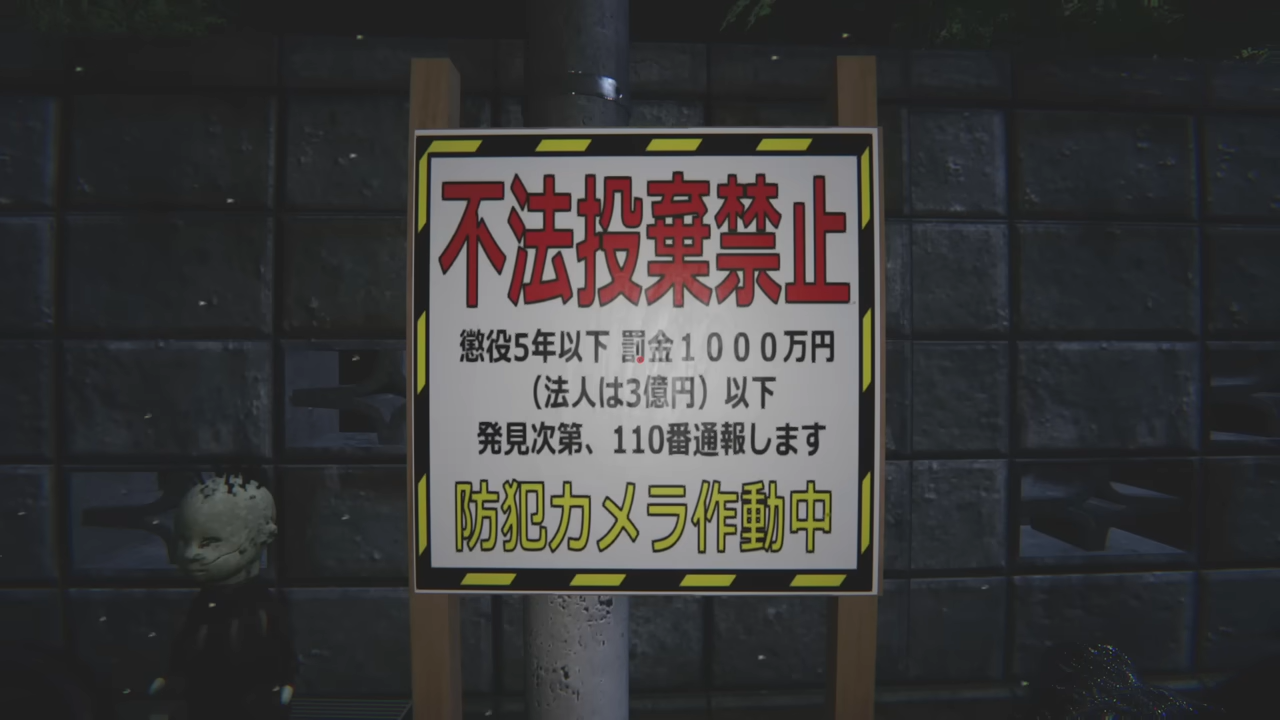 不法投棄禁止
懲役5年以下 罰金１０００万円
（法人は3億円）以下
発見次第、110番通報します
防犯カメラ作動中